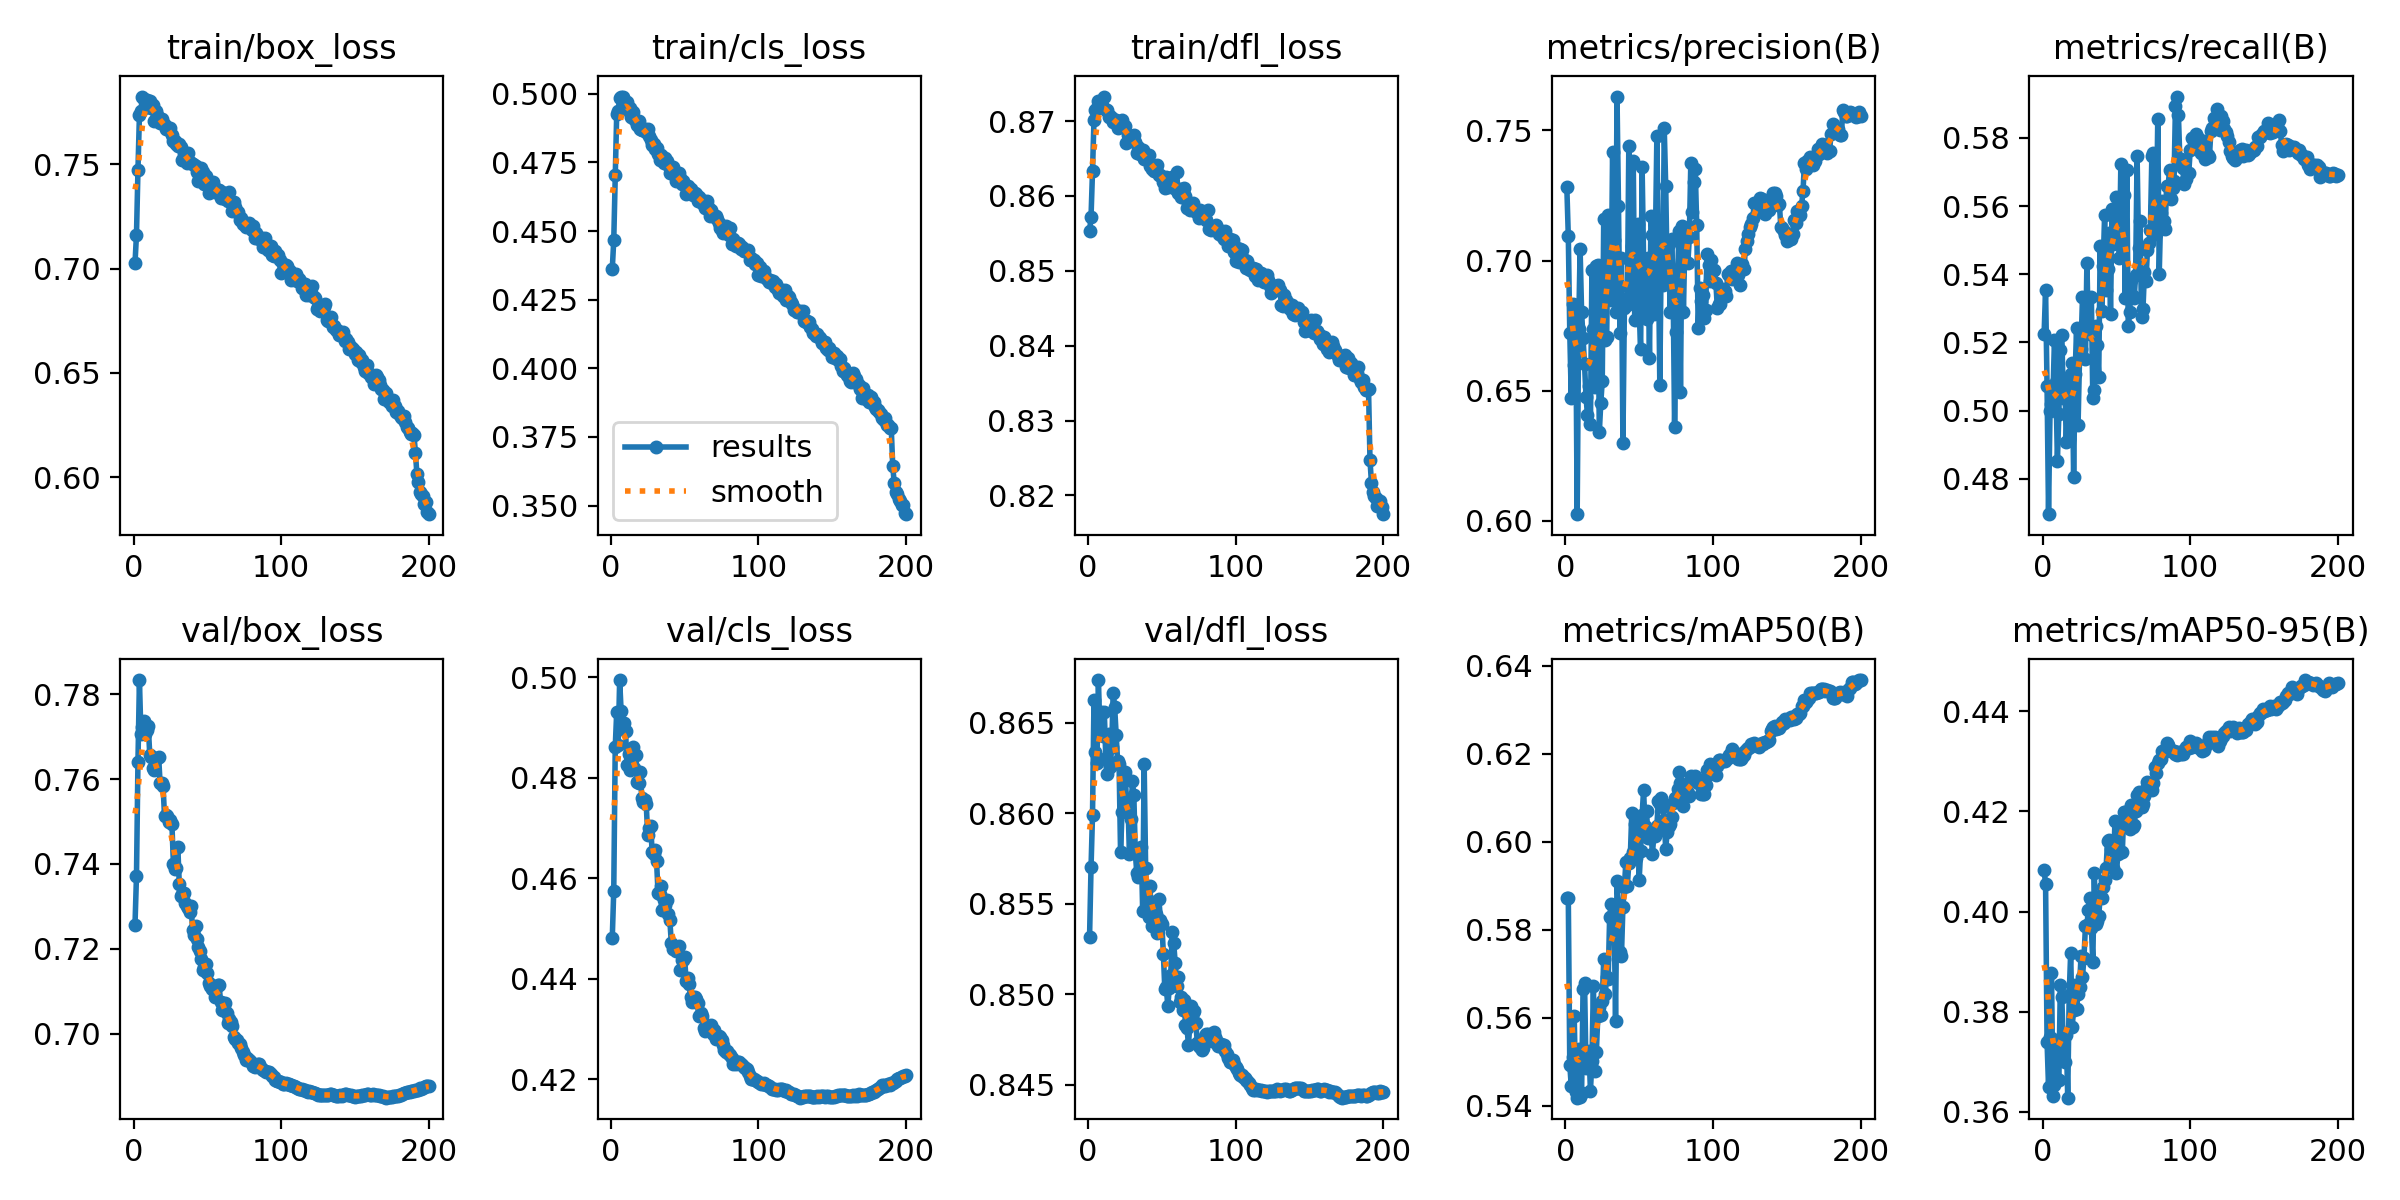 train/box_loss
train/cls_loss
train/dfl_loss
metrics/precision(B)
metrics/recall(B)
0.75
0.70
0.65
0.60
0 100 200
0.500
0.475
0.450
0.425
0.400
0.375
0.350
results
smooth
0 100 200
0.87
0.86
0.85
0.84
0.83
0.82
0 100 200
0.75
0.70
0.65
0.60
0 100 200
0.58
0.56
0.54
0.52
0.50
0.48
0 100 200
val/box_loss
val/cls_loss
val/dfl_loss
metrics/mAP50(B)
metrics/mAP50-95(B)
0.78
0.76
0.74
0.72
0.70
0 100 200
0.50
0.48
0.46
0.44
0.42
0 100 200
0.865
0.860
0.855
0.850
0.845
0 100 200
0.64
0.62
0.60
0.58
0.56
0.54
0 100 200
0.44
0.42
0.40
0.38
0.36
0 100 200